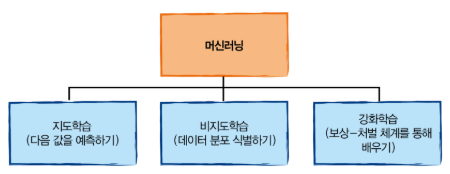 머신러닝
지도학습
(다음 값을 예측하기)
비지도학습
(데이터 분포 식별하기)
강화학습
(보상-처벌 체계를 통해
배우기)